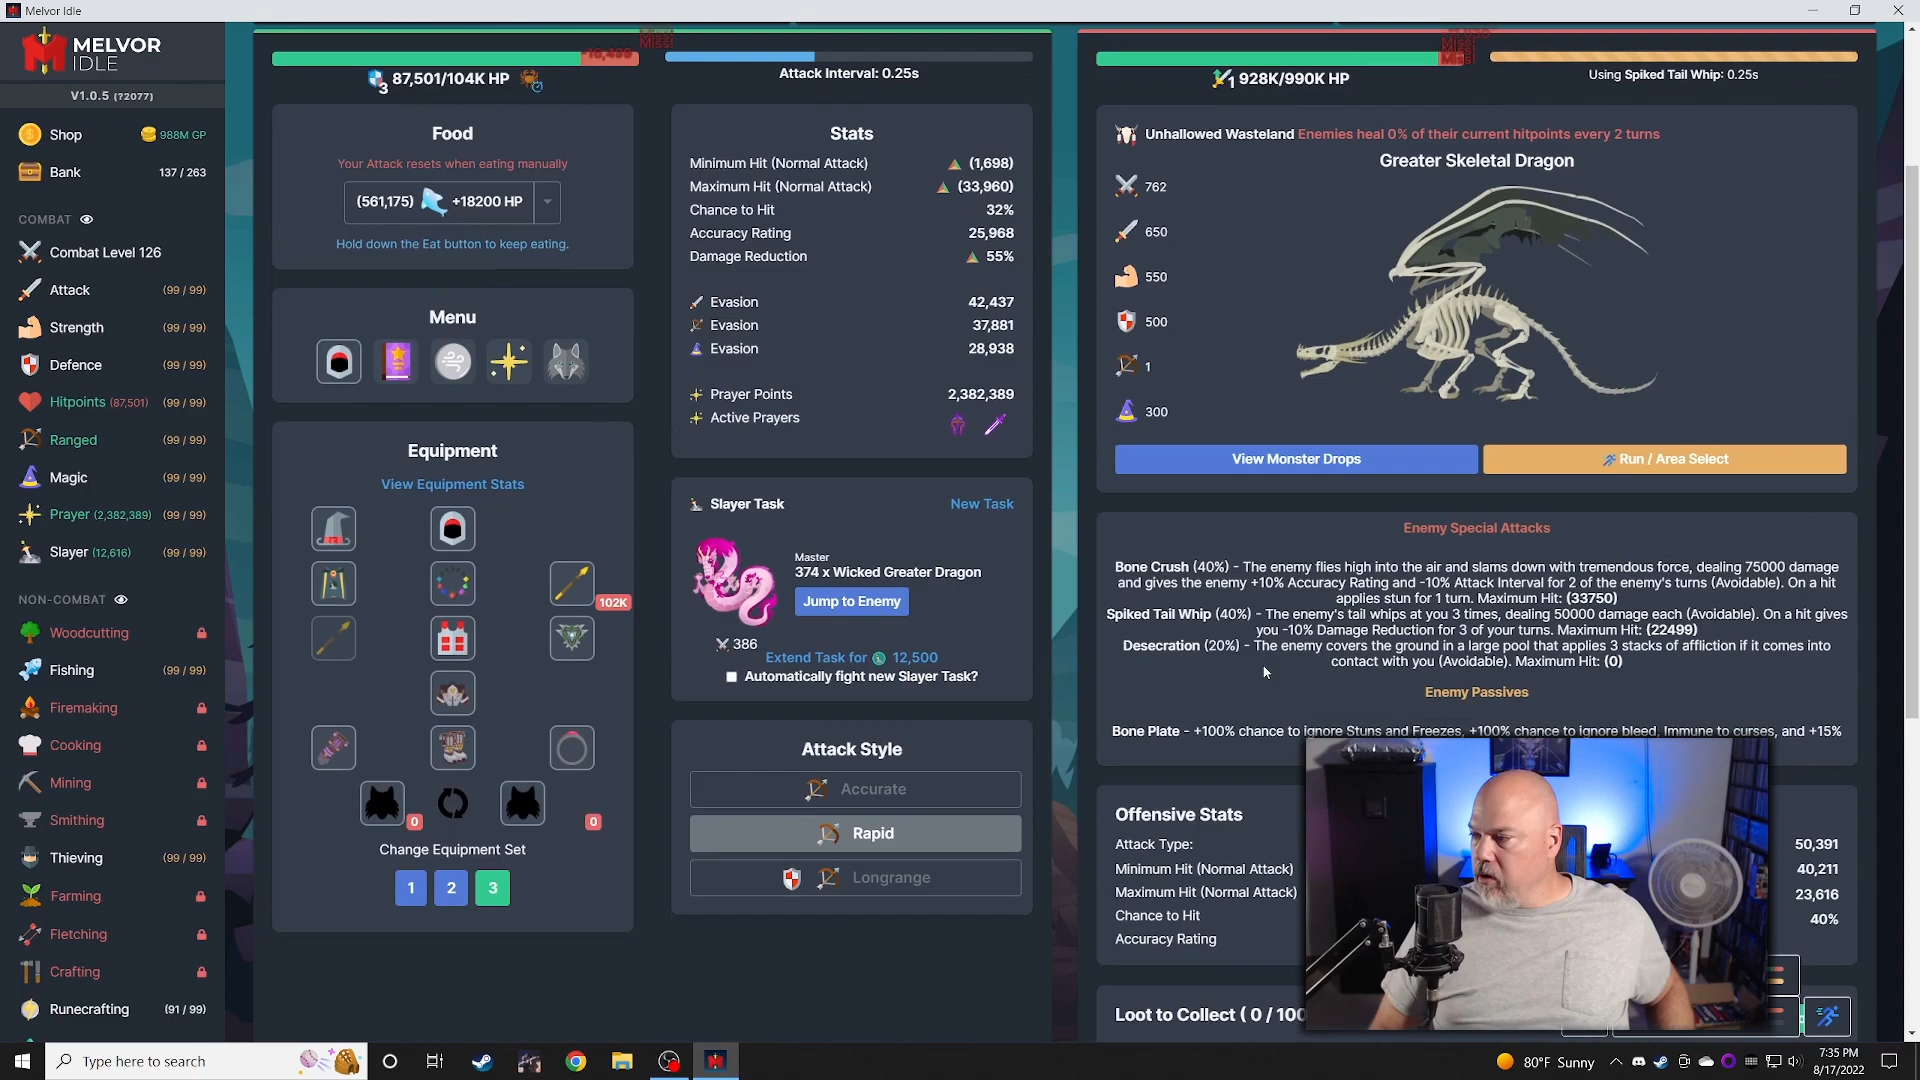 Melvor Idle
MELVOR
IDLE
V1.0.5 (?2077)
Shop 988M GP
Bank 137 / 263
COMBAT
Combat Level 126
Attack (99 / 99)
Strength (99 / 99)
Defence (99 / 99)
Hitpoints (87,501) (99 / 99)
Ranged (99 / 99)
Magic (99 / 99)
Prayer (2,382,389) (99 / 99)
Slayer (12,616) (99 / 99)
NON-COMBAT
Woodcutting
Fishing (99 / 99)
Firemaking
Cooking
Mining
Smithing
Thieving (99 / 99)
Farming
Fletching
Crafting
Runecrafting (91 / 99)
Miss!
3 87,501/104K HP
Attack Interval: 0.25s
Food
Your Attack resets when eating manually
(561,175) +18200 HP
Hold down the Eat button to keep eating.
Menu
Equipment
View Equipment Stats
102K
0
0
Change Equipment Set
1 2 3
Stats
Minimum Hit (Normal Attack) (1,698)
Maximum Hit (Normal Attack) (33,960)
Chance to Hit 32%
Accuracy Rating 25,968
Damage Reduction 55%
Evasion 42,437
Evasion 37,881
Evasion 28,938
Prayer Points 2,382,389
Active Prayers
Slayer Task New Task
Master
374 x Wicked Greater Dragon
Jump to Enemy
386
Extend Task for 12,500
Automatically fight new Slayer Task?
Attack Style
Accurate
Rapid
Longrange
Miss!
Miss!
1 928K/990K HP
Using Spiked Tail Whip: 0.25s
Unhallowed Wasteland Enemies heal 0% of their current hitpoints every 2 turns
Greater Skeletal Dragon
762
650
550
500
1
300
View Monster Drops
Run / Area Select
Enemy Special Attacks
Bone Crush (40%) - The enemy flies high into the air and slams down with tremendous force, dealing 75000 damage
and gives the enemy +10% Accuracy Rating and -10% Attack Interval for 2 of the enemy's turns (Avoidable). On a hit
applies stun for 1 turn. Maximum Hit: (33750)
Spiked Tail Whip (40%) - The enemy's tail whips at you 3 times, dealing 50000 damage each (Avoidable). On a hit gives
you -10% Damage Reduction for 3 of your turns. Maximum Hit: (22499)
Desecration (20%) - The enemy covers the ground in a large pool that applies 3 stacks of affliction if it comes into
contact with you (Avoidable). Maximum Hit: (0)
Enemy Passives
Bone Plate - +100% chance to ignore Stuns and Freezes, +100% chance to ignore bleed, Immune to curses, and +15%
Offensive Stats
Attack Type: 50,391
Minimum Hit (Normal Attack) 40,211
Maximum Hit (Normal Attack) 23,616
Chance to Hit 40%
Accuracy Rating
Loot to Collect ( 0 / 100
Type here to search
80°F Sunny
7:35 PM
8/17/2022